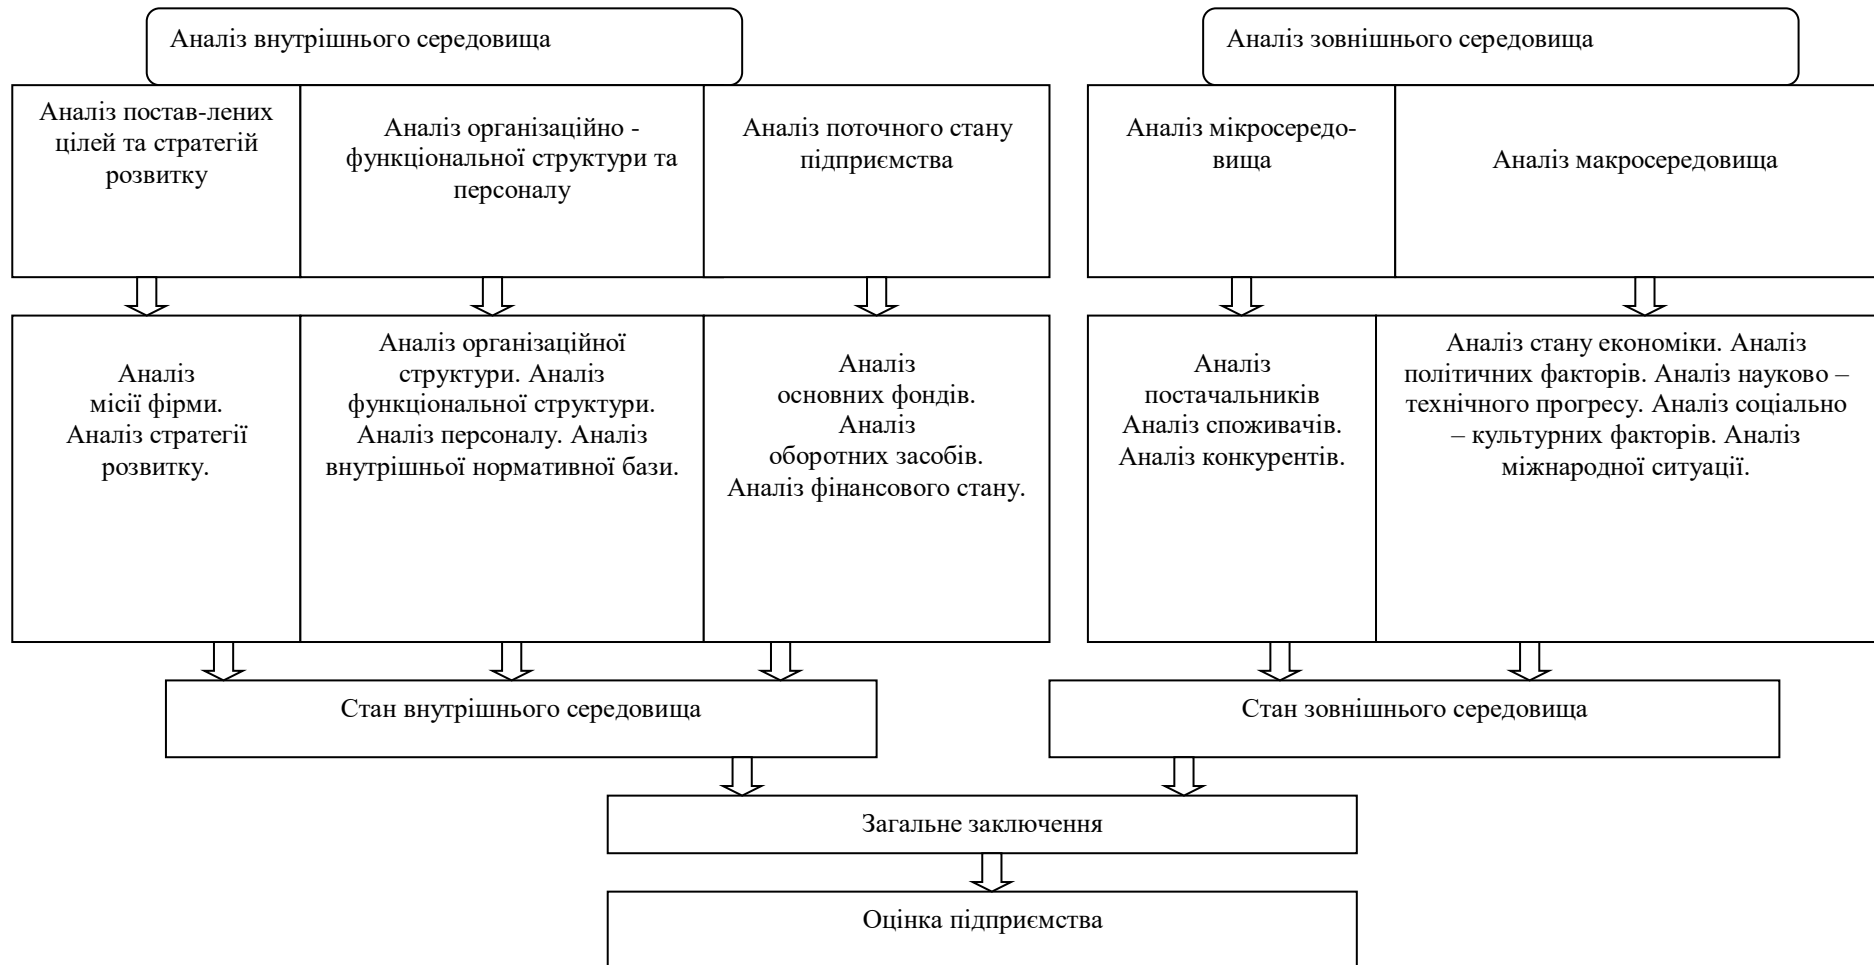 Аналіз внутрішнього середовища
Аналіз зовнішнього середовища
Аналіз постав-лених
цілей та стратегій
розвитку
Аналіз організаційно -
функціональної структури та
персоналу
Аналіз поточного стану
підприємства
Аналіз мікросередо-
вища
Аналіз макросередовища
Аналіз
місії фірми.
Аналіз стратегії
розвитку.
Аналіз організаційної
структури. Аналіз
функціональної структури.
Аналіз персоналу. Аналіз
внутрішньої нормативної бази.
Аналіз
основних фондів.
Аналіз
оборотних засобів.
Аналіз фінансового стану.
Аналіз
постачальників
Аналіз споживачів.
Аналіз конкурентів.
Аналіз стану економіки. Аналіз
політичних факторів. Аналіз науково –
технічного прогресу. Аналіз соціально
– культурних факторів. Аналіз
міжнародної ситуації.
Стан внутрішнього середовища
Стан зовнішнього середовища
Загальне заключення
Оцінка підприємства